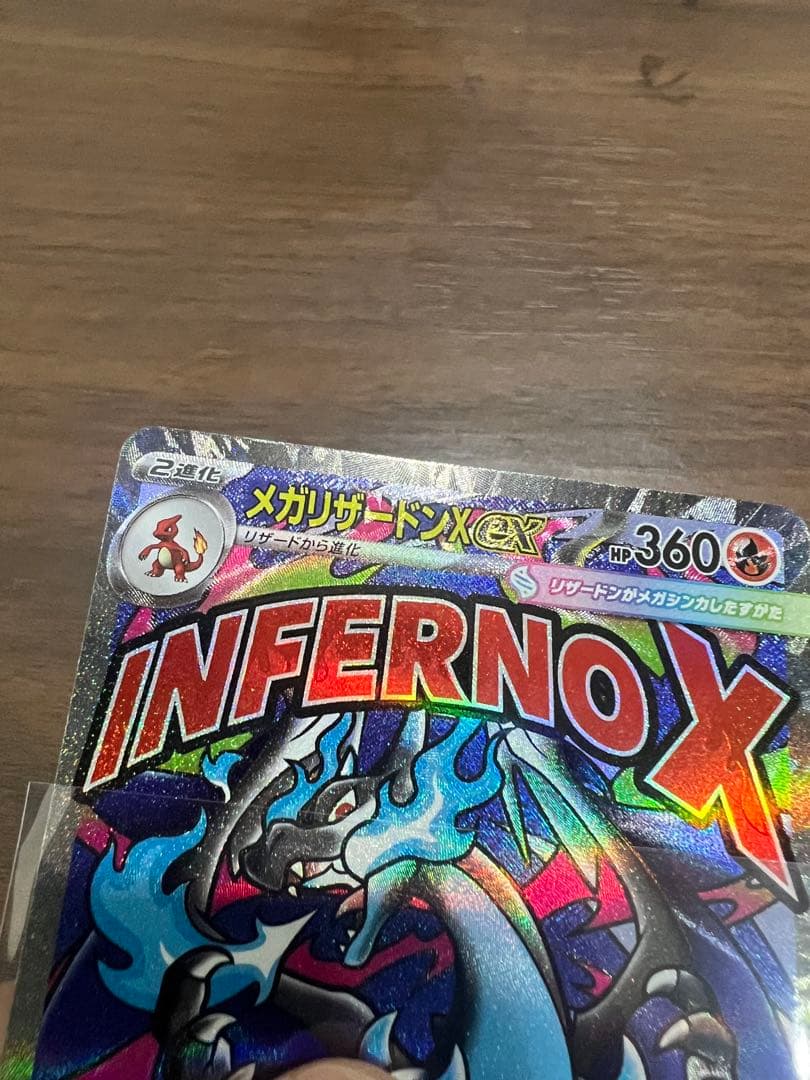 2進化
メガリザードンXex
HP360
リザードから進化
リザードンがメガシンカしたすがた
INFERNO X